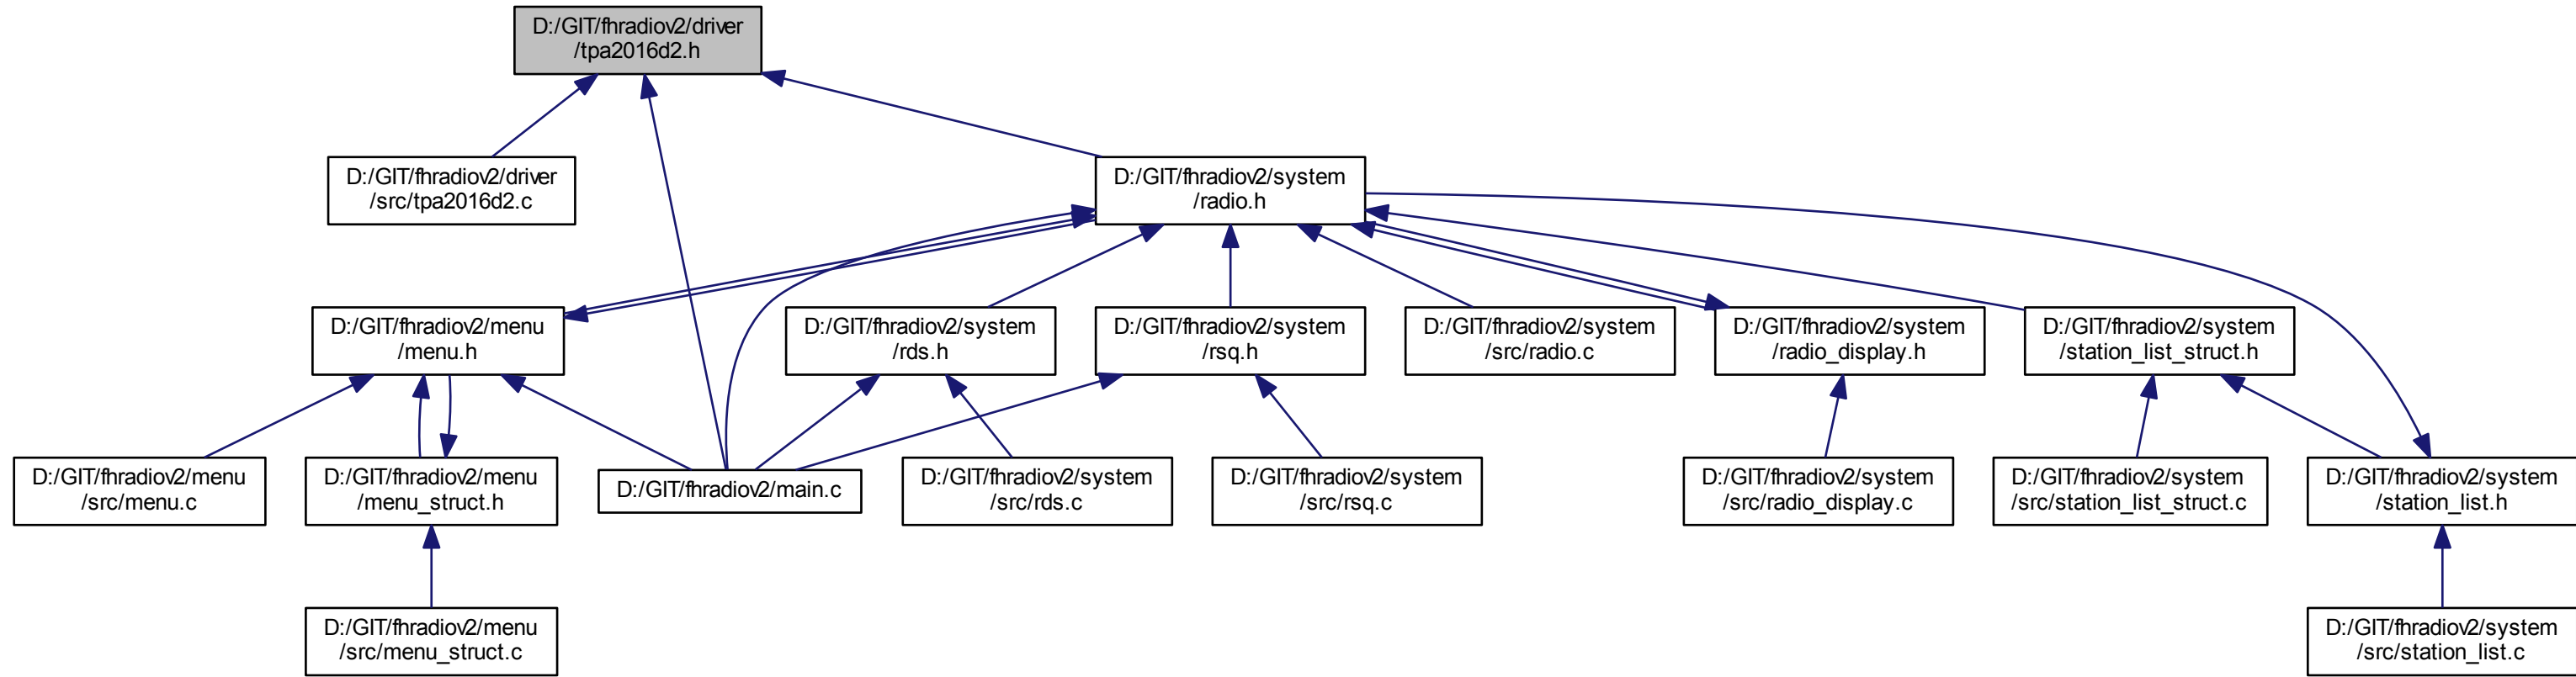 D:/GIT/fhradiov2/driver
/tpa2016d2.h
D:/GIT/fhradiov2/driver
/src/tpa2016d2.c
D:/GIT/fhradiov2/system
/radio.h
D:/GIT/fhradiov2/menu
/menu.h
D:/GIT/fhradiov2/system
/rds.h
D:/GIT/fhradiov2/system
/rsq.h
D:/GIT/fhradiov2/system
/src/radio.c
D:/GIT/fhradiov2/system
/radio_display.h
D:/GIT/fhradiov2/system
/station_list_struct.h
D:/GIT/fhradiov2/menu
/src/menu.c
D:/GIT/fhradiov2/menu
/menu_struct.h
D:/GIT/fhradiov2/main.c
D:/GIT/fhradiov2/system
/src/rds.c
D:/GIT/fhradiov2/system
/src/rsq.c
D:/GIT/fhradiov2/system
/src/radio_display.c
D:/GIT/fhradiov2/system
/src/station_list_struct.c
D:/GIT/fhradiov2/system
/station_list.h
D:/GIT/fhradiov2/menu
/src/menu_struct.c
D:/GIT/fhradiov2/system
/src/station_list.c